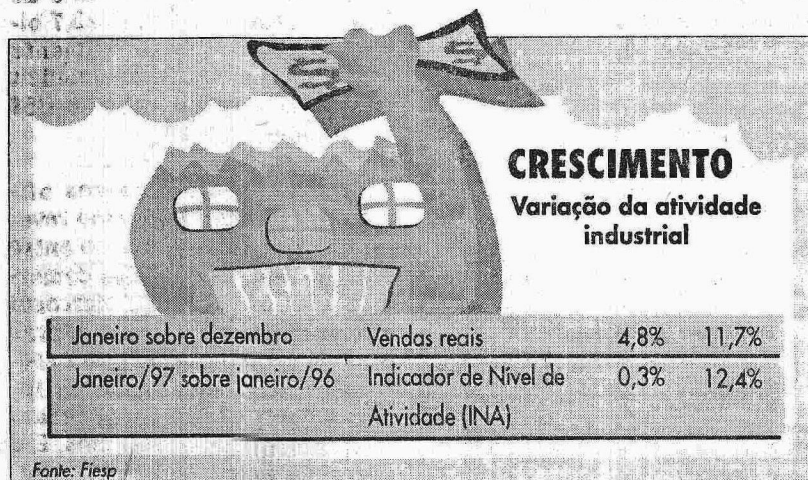 CRESCIMENTO
Variação da atividade
industrial
$ $
Janeiro sobre dezembro Vendas reais 4,8% 11,7%
Janeiro/97 sobre janeiro/96 Indicador de Nível de 0,3% 12,4%
Atividade (INA)
Fonte: Fiesp